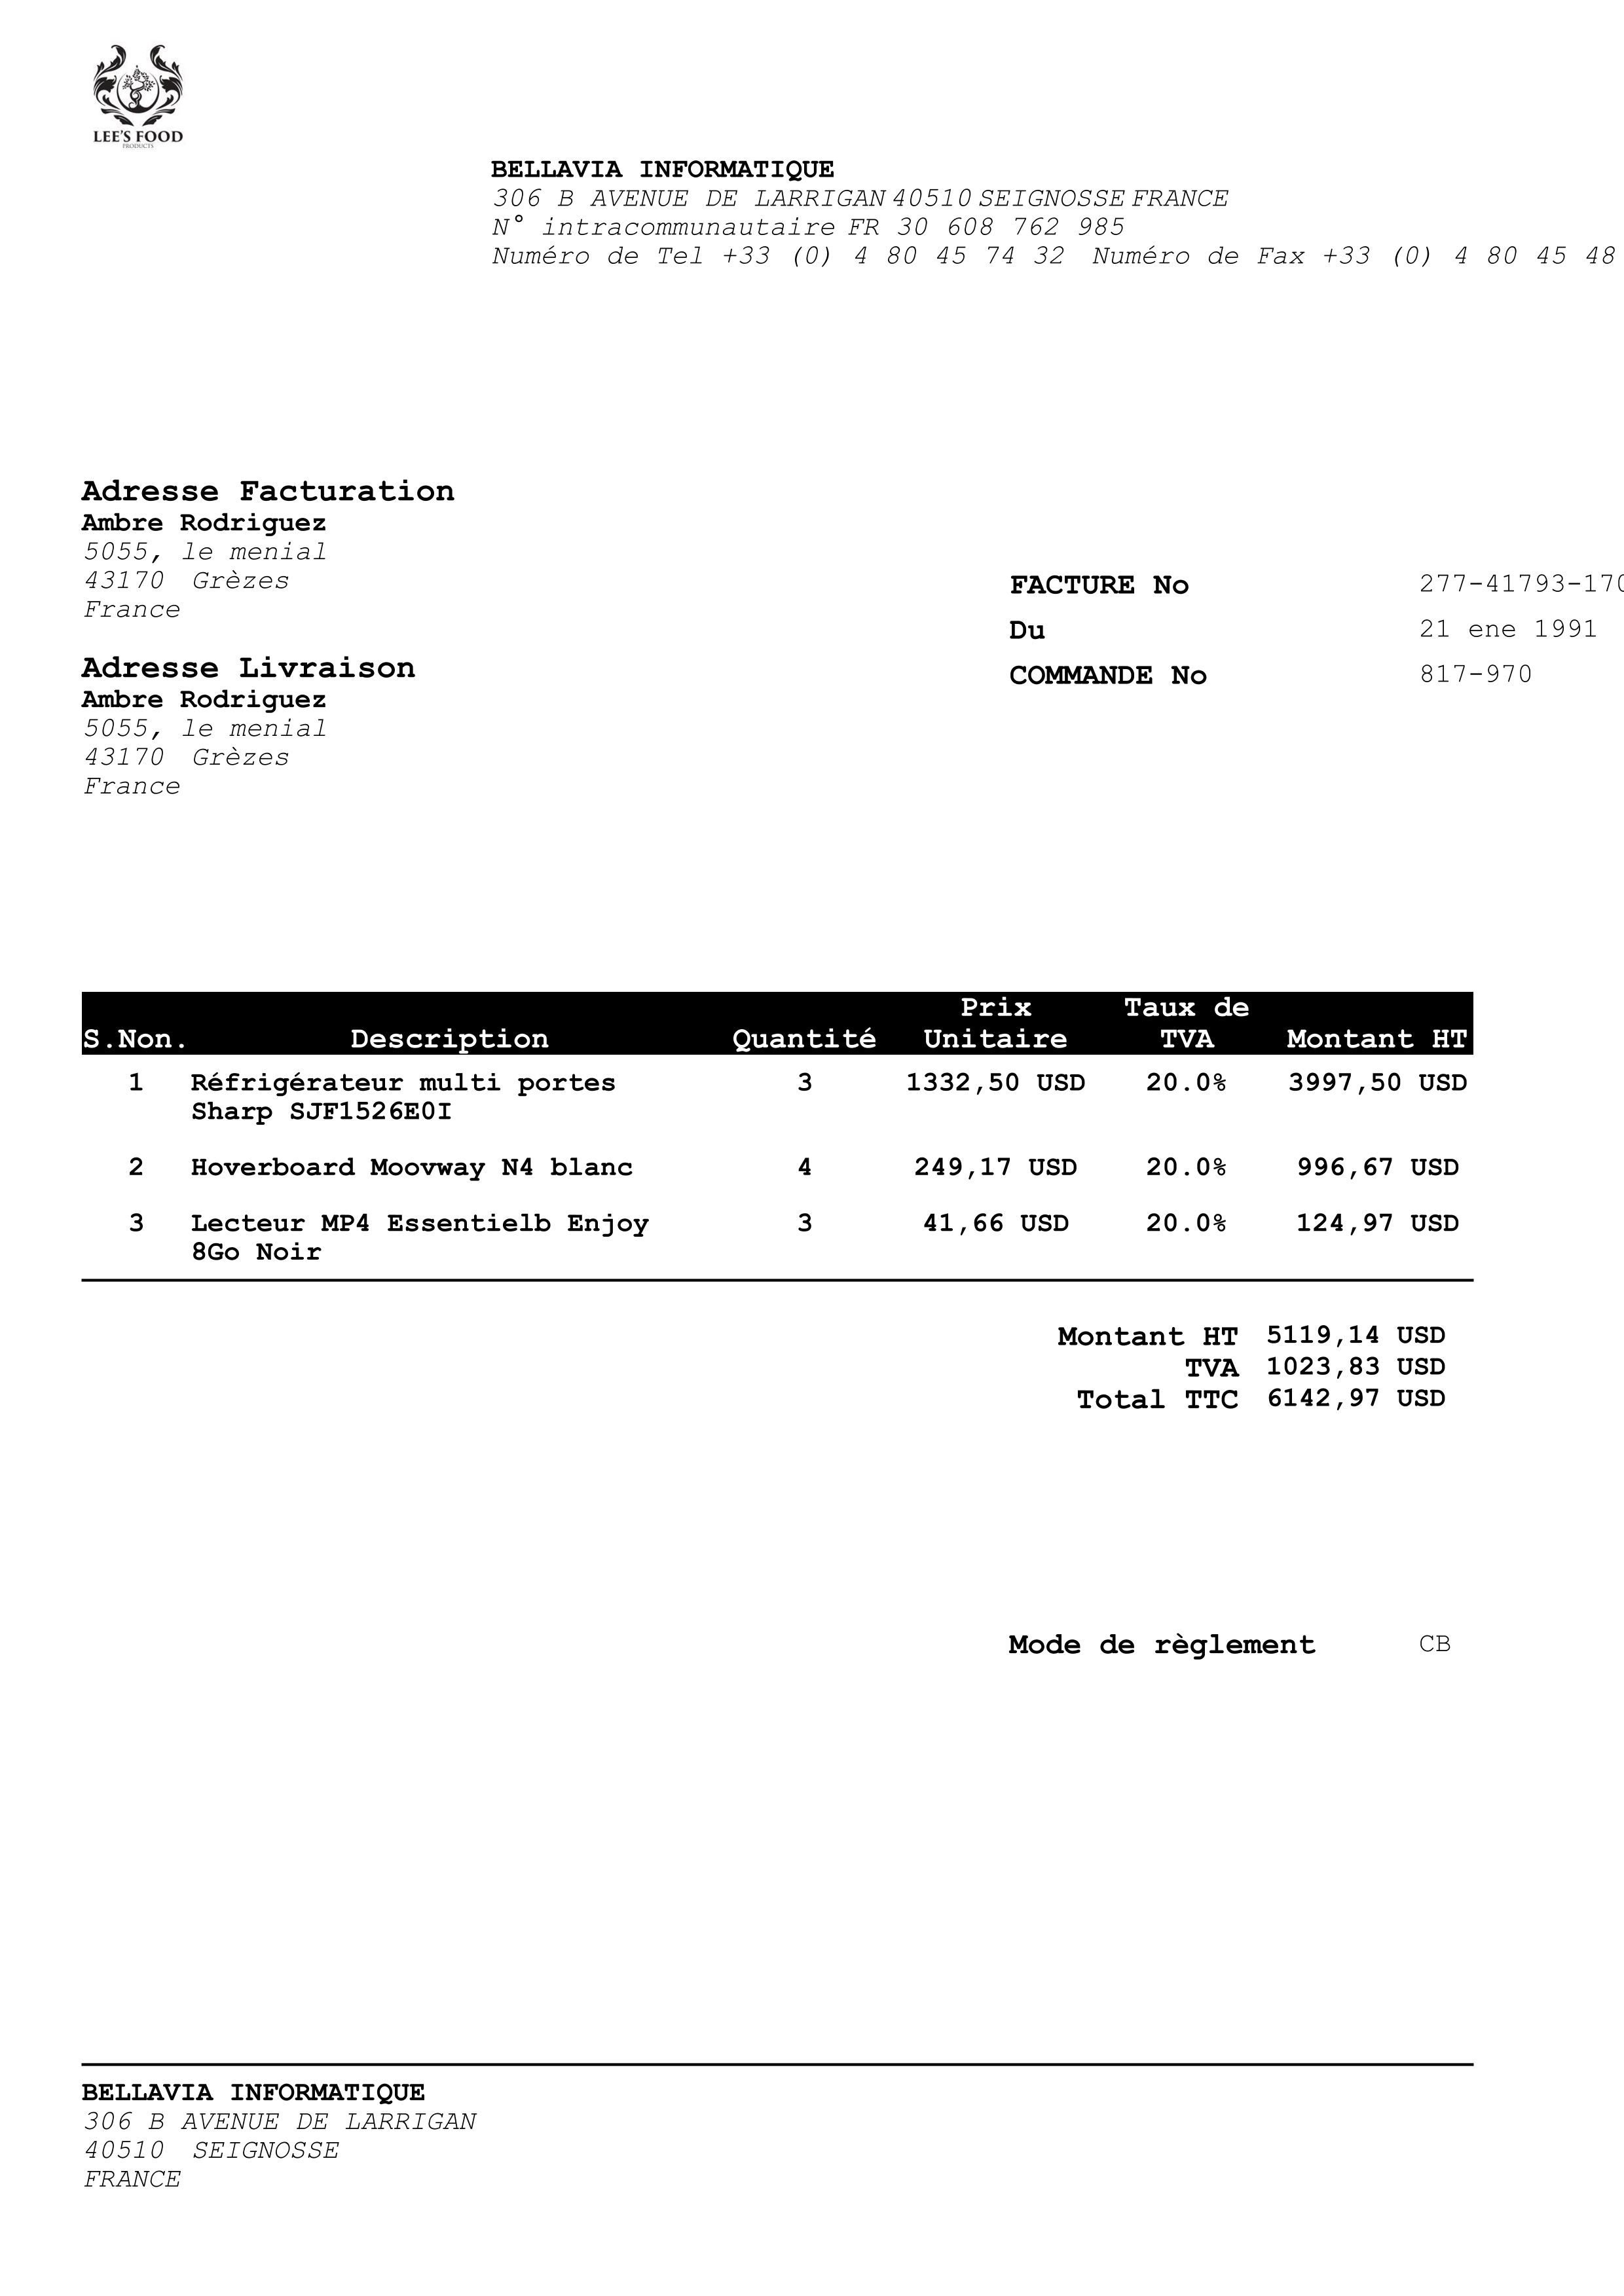 LEE'S FOOD
PRODUCTS
BELLAVIA INFORMATIQUE
306 B AVENUE DE LARRIGAN 40510 SEIGNOSSE FRANCE
N° intracommunautaire FR 30 608 762 985
Numéro de Tel +33 (0) 4 80 45 74 32 Numéro de Fax +33 (0) 4 80 45 48
Adresse Facturation
Ambre Rodriguez
5055, le menial
43170 Grèzes
France
FACTURE No 277-41793-170
Du 21 ene 1991
COMMANDE No 817-970
Adresse Livraison
Ambre Rodriguez
5055, le menial
43170 Grèzes
France
Prix Taux de
S.Non. Description Quantité Unitaire TVA Montant HT
1 Réfrigérateur multi portes 3 1332,50 USD 20.0% 3997,50 USD
Sharp SJF1526E0I
2 Hoverboard Moovway N4 blanc 4 249,17 USD 20.0% 996,67 USD
3 Lecteur MP4 Essentielb Enjoy 3 41,66 USD 20.0% 124,97 USD
8Go Noir
Montant HT 5119,14 USD
TVA 1023,83 USD
Total TTC 6142,97 USD
Mode de règlement CB
BELLAVIA INFORMATIQUE
306 B AVENUE DE LARRIGAN
40510 SEIGNOSSE
FRANCE